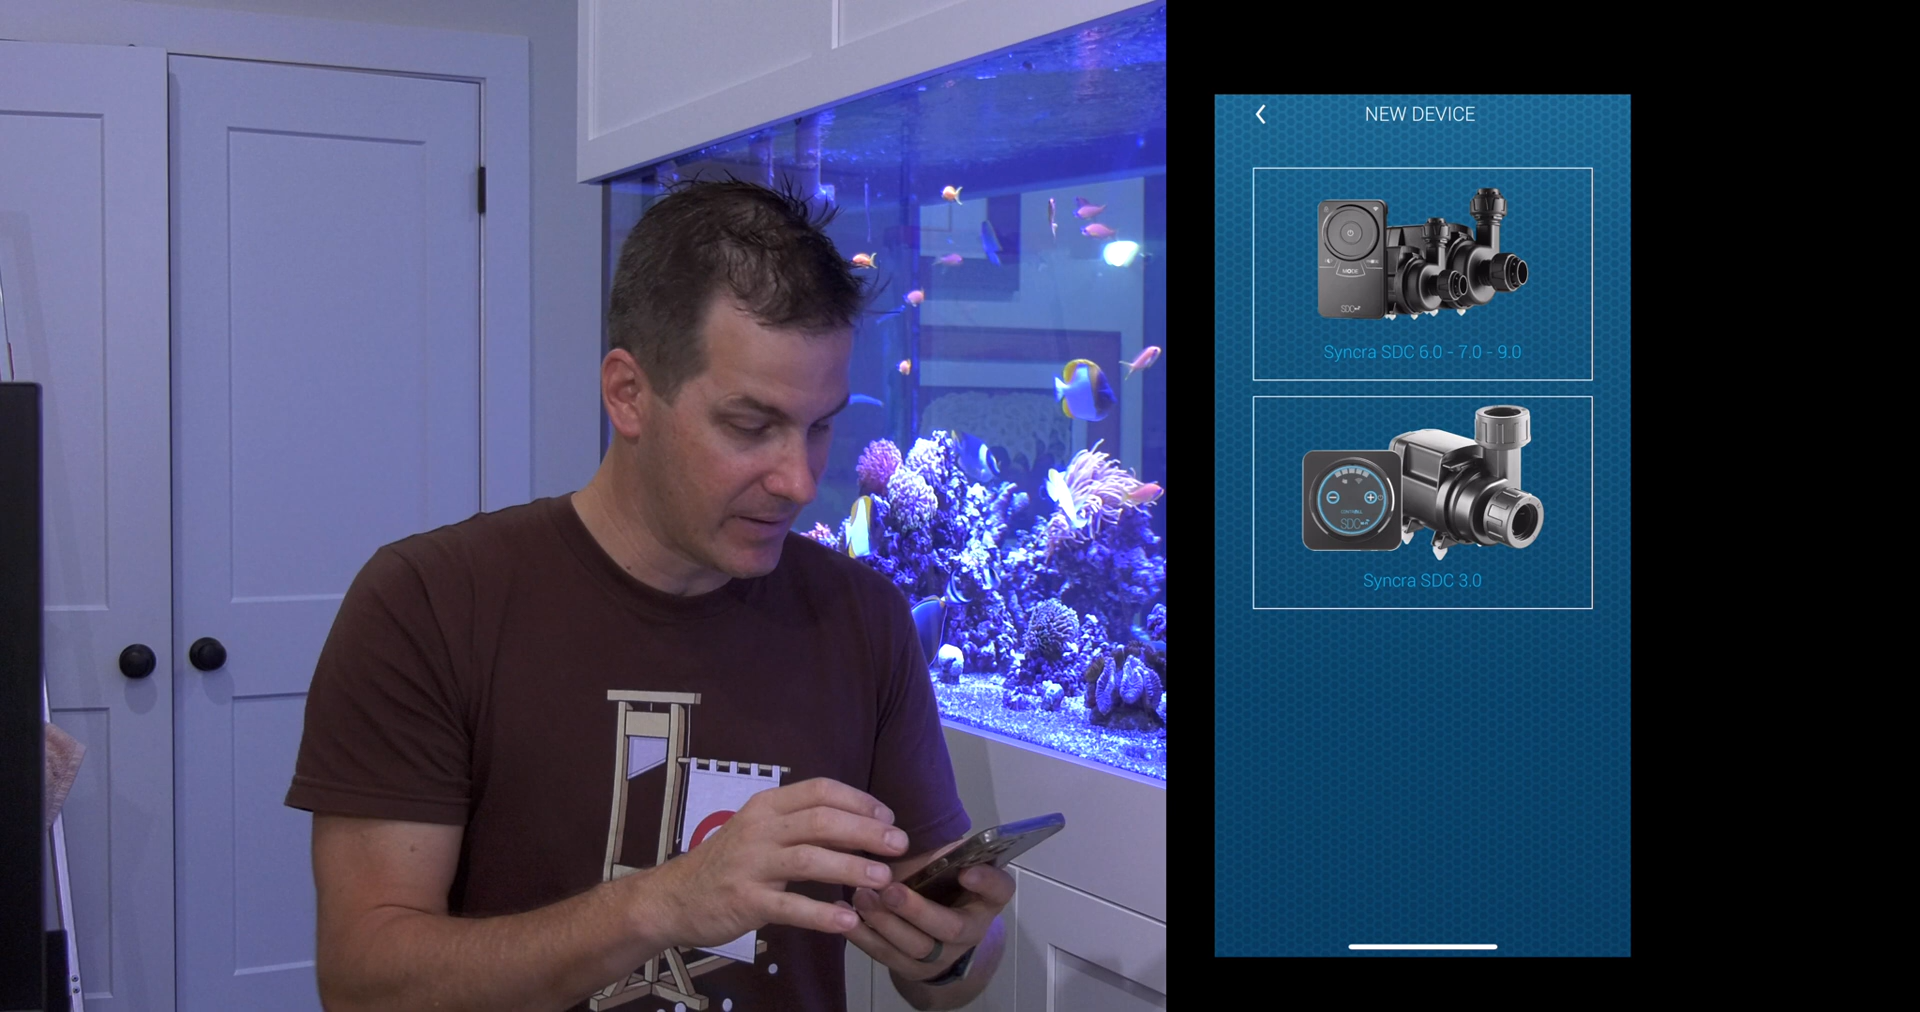 NEW DEVICE
MODE
SDC
Syncra SDC 6.0 - 7.0 - 9.0
SDC
Syncra SDC 3.0